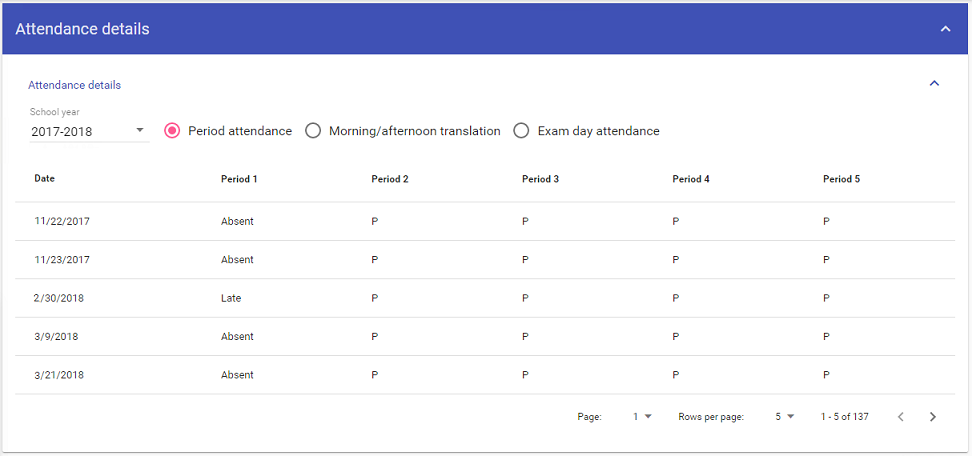 Attendance details
Attendance details
School year
2017-2018 Period attendance Morning/afternoon translation Exam day attendance
Date Period 1 Period 2 Period 3 Period 4 Period 5
11/22/2017 Absent P P P P
11/23/2017 Absent P P P P
2/30/2018 Late P P P P
3/9/2018 Absent P P P P
3/21/2018 Absent P P P P
Page: 1 Rows per page: 5 1 - 5 of 137